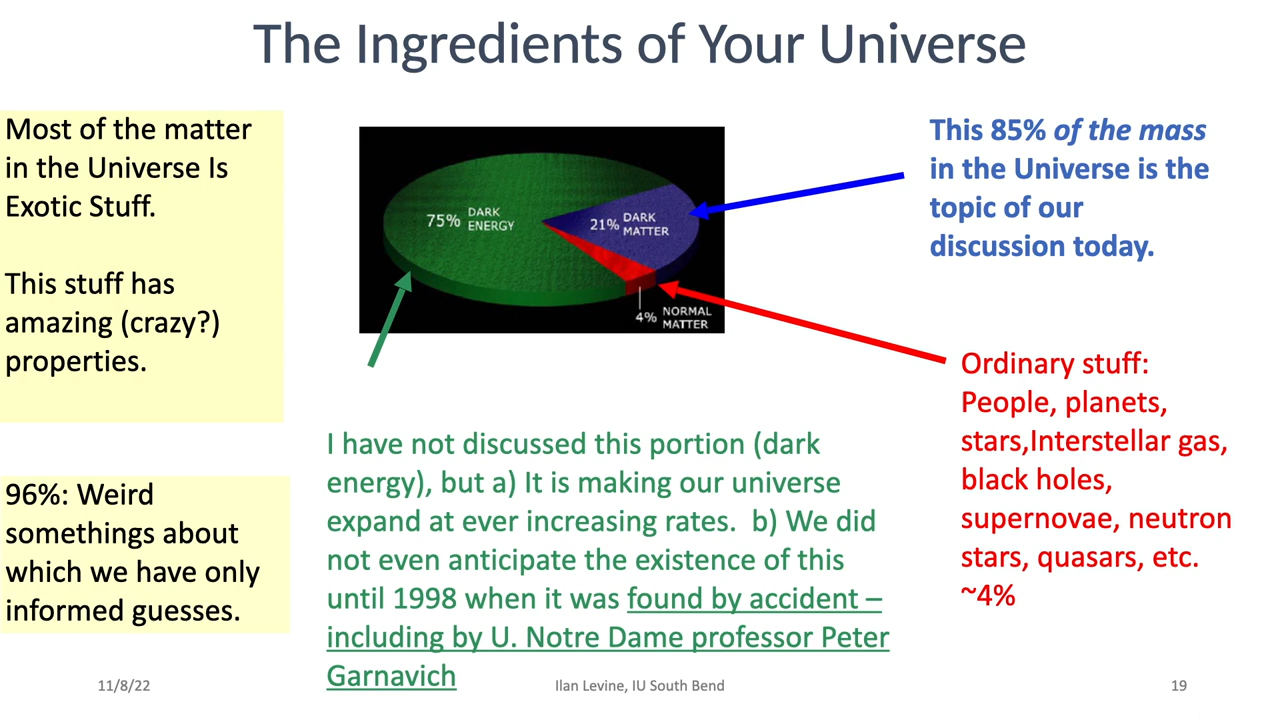 The Ingredients of Your Universe
Most of the matter
in the Universe Is
Exotic Stuff.
This stuff has
amazing (crazy?)
properties.
96%: Weird
somethings about
which we have only
informed guesses.
75% DARK
ENERGY
21% DARK
MATTER
4% NORMAL
MATTER
This 85% of the mass
in the Universe is the
topic of our
discussion today.
Ordinary stuff:
People, planets,
stars,Interstellar gas,
black holes,
supernovae, neutron
stars, quasars, etc.
~4%
I have not discussed this portion (dark
energy), but a) It is making our universe
expand at ever increasing rates.  b) We did
not even anticipate the existence of this
until 1998 when it was found by accident –
including by U. Notre Dame professor Peter
Garnavich
11/8/22
Ilan Levine, IU South Bend
19